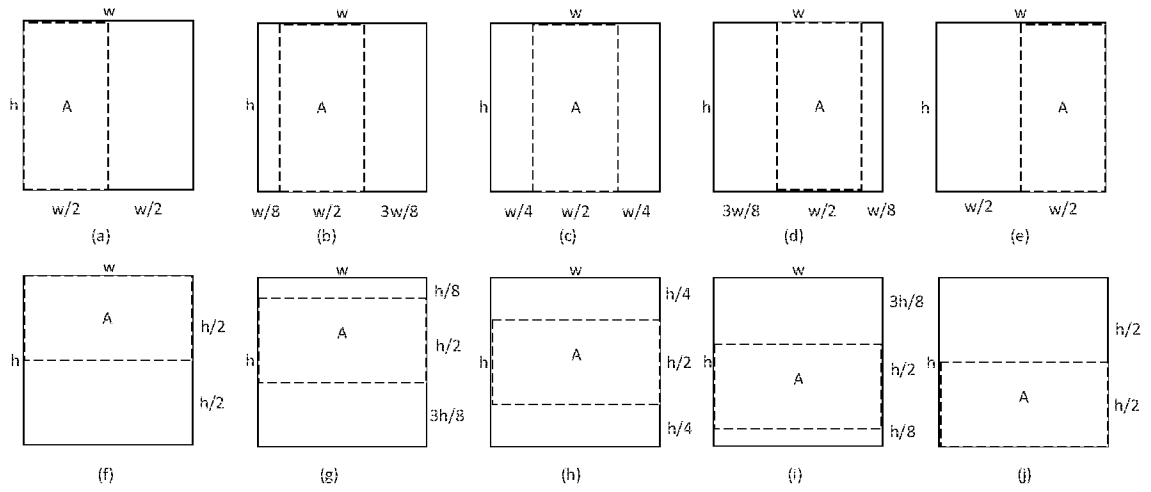 w w w w w
h A h A h A h A h A
w/2 w/2 w/8 w/2 3w/8 w/4 w/2 w/4 3w/8 w/2 w/8 w/2 w/2
(a) (b) (c) (d) (e)
w w w w
h/8 h/4 3h/8
A h/2 A h/2 h/2
h h h A h/2 h A h/2 h
h/2 3h/8 h/4 h/8 A h/2
(f) (g) (h) (i) (j)